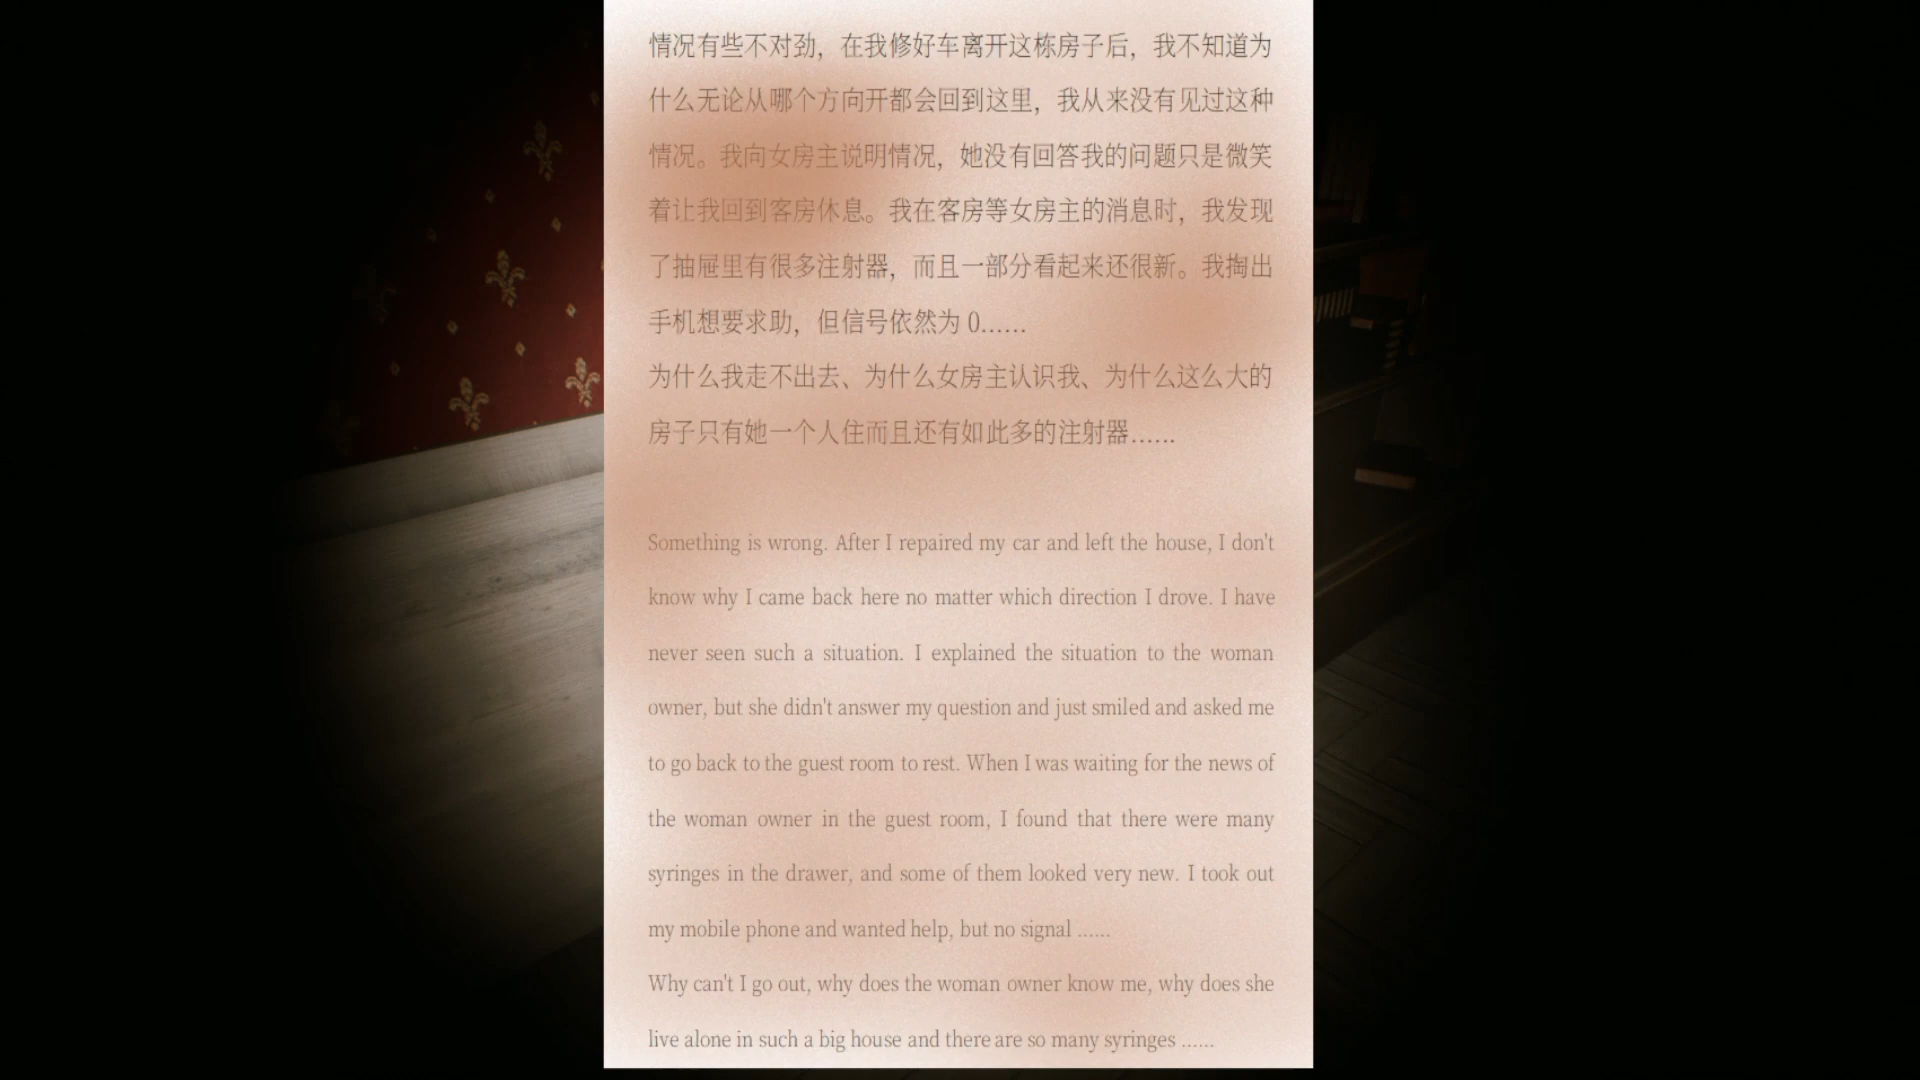 情况有些不对劲，在我修好车离开这栋房子后，我不知道为
什么无论从哪个方向开都会回到这里，我从来没有见过这种
情况。我向女房主说明情况，她没有回答我的问题只是微笑
着让我回到客房休息。我在客房等女房主的消息时，我发现
了抽屉里有很多注射器，而且一部分看起来还很新。我掏出
手机想要求助，但信号依然为 0......
为什么我走不出去、为什么女房主认识我、为什么这么大的
房子只有她一个人住而且还有如此多的注射器......
Something is wrong. After I repaired my car and left the house, I don't
know why I came back here no matter which direction I drove. I have
never seen such a situation. I explained the situation to the woman
owner, but she didn't answer my question and just smiled and asked me
to go back to the guest room to rest. When I was waiting for the news of
the woman owner in the guest room, I found that there were many
syringes in the drawer, and some of them looked very new. I took out
my mobile phone and wanted help, but no signal ......
Why can't I go out, why does the woman owner know me, why does she
live alone in such a big house and there are so many syringes ......